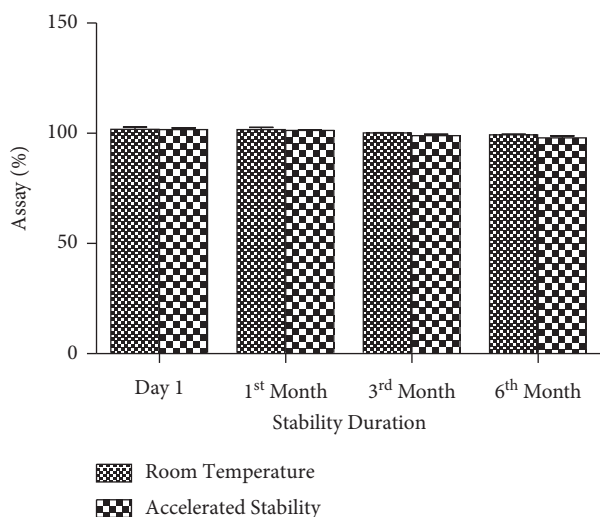 150
100
50
0
Assay (%)
Day 1 1st Month 3rd Month 6th Month
Stability Duration
Room Temperature
Accelerated Stability